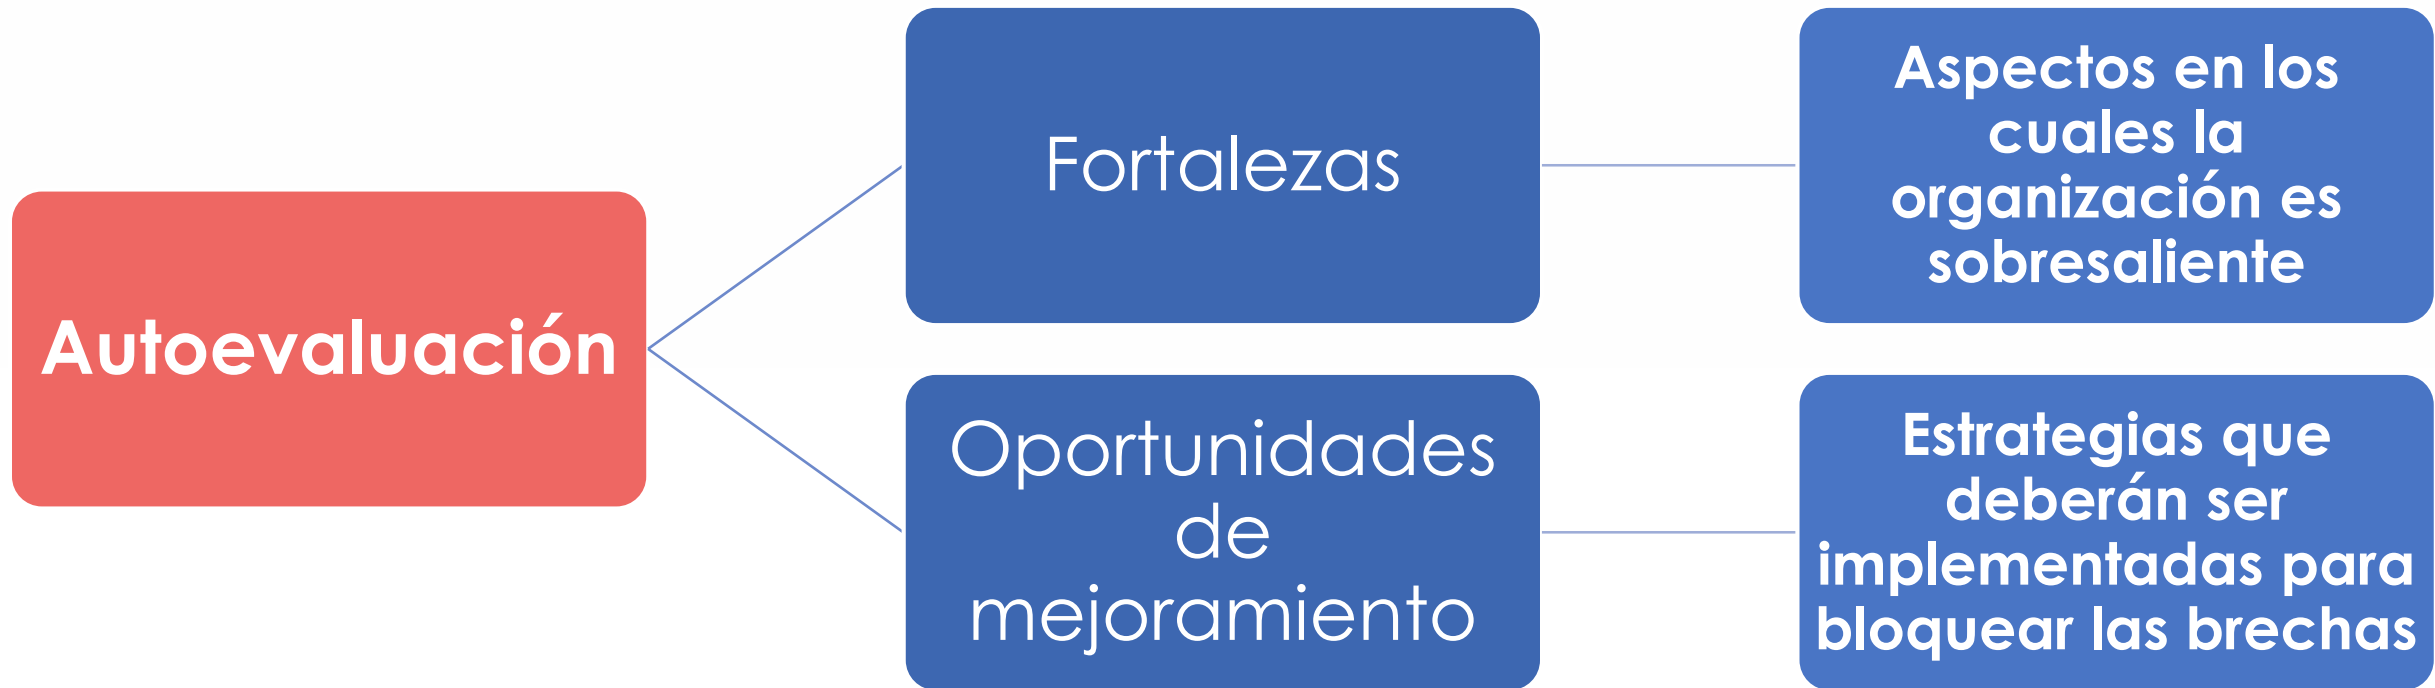 Autoevaluación
Fortalezas
Aspectos en los
cuales la
organización es
sobresaliente
Oportunidades
de
mejoramiento
Estrategias que
deberán ser
implementadas para
bloquear las brechas